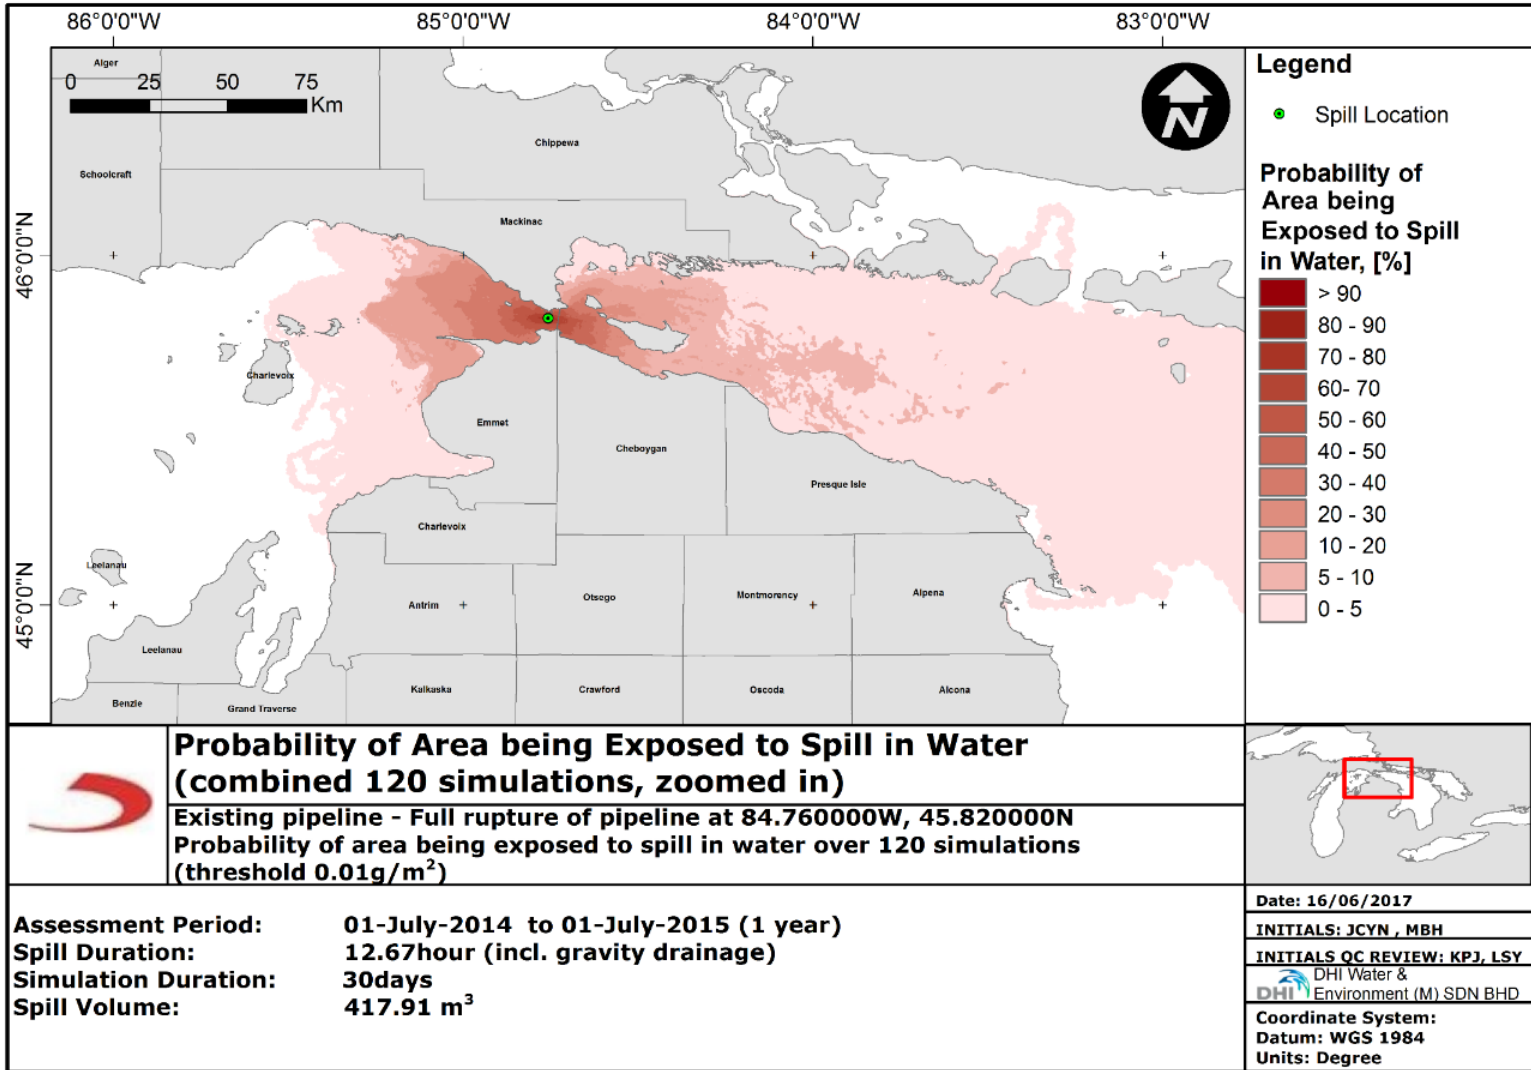 86°0'0"W 85°0'0"W 84°0'0"W 83°0'0"W
46°0'0"N
45°0'0"N
0 25 50 75
Km
N
Alger
Chippewa
Schoolcraft
Mackinac
Charlevoix
Emmet
Cheboygan
Presque Isle
Charlevoix
Leelanau
Antrim
Otsego
Montmorency
Alpena
Leelanau
Kalkaska
Crawford
Oscoda
Alcona
Benzie
Grand Traverse
Legend
Spill Location
Probability of
Area being
Exposed to Spill
in Water, [%]
> 90
80 - 90
70 - 80
60- 70
50 - 60
40 - 50
30 - 40
20 - 30
10 - 20
5 - 10
0 - 5
Probability of Area being Exposed to Spill in Water
(combined 120 simulations, zoomed in)
Existing pipeline - Full rupture of pipeline at 84.760000W, 45.820000N
Probability of area being exposed to spill in water over 120 simulations
(threshold 0.01g/m²)
Assessment Period: 01-July-2014 to 01-July-2015 (1 year)
Spill Duration: 12.67hour (incl. gravity drainage)
Simulation Duration: 30days
Spill Volume: 417.91 m³
Date: 16/06/2017
INITIALS: JCYN , MBH
INITIALS QC REVIEW: KPJ, LSY
DHI
DHI Water &
Environment (M) SDN BHD
Coordinate System:
Datum: WGS 1984
Units: Degree